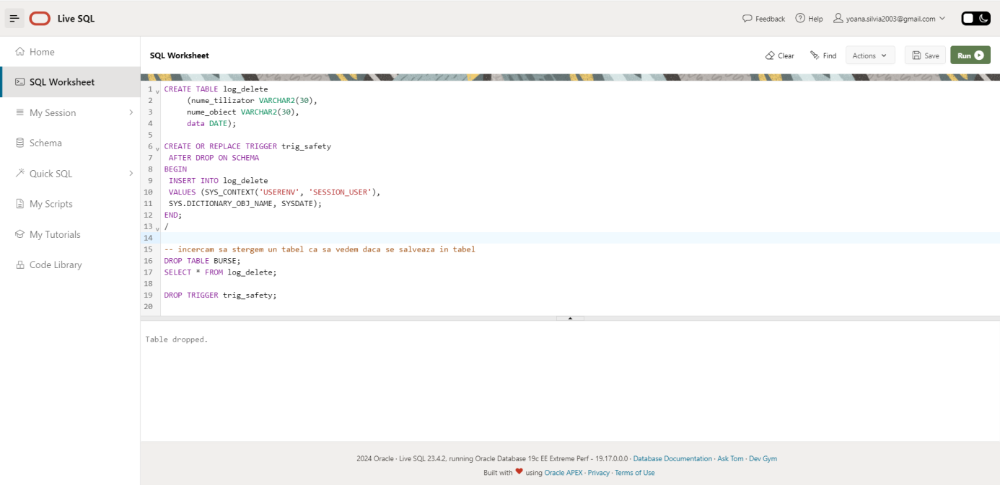 Live SQL
Feedback
Help
yoana.silvia2003@gmail.com
Home
SQL Worksheet
My Session
Schema
Quick SQL
My Scripts
My Tutorials
Code Library
SQL Worksheet
Clear
Find
Actions
Save
Run
1 CREATE TABLE log_delete
2 (nume_tilizator VARCHAR2(30),
3 nume_obiect VARCHAR2(30),
4 data DATE);
5
6 CREATE OR REPLACE TRIGGER trig_safety
7 AFTER DROP ON SCHEMA
8 BEGIN
9 INSERT INTO log_delete
10 VALUES (SYS_CONTEXT('USERENV', 'SESSION_USER'),
11 SYS.DICTIONARY_OBJ_NAME, SYSDATE);
12 END;
13 /
14
15 -- incercam sa stergem un tabel ca sa vedem daca se salveaza in tabel
16 DROP TABLE BURSE;
17 SELECT * FROM log_delete;
18
19 DROP TRIGGER trig_safety;
20
Table dropped.
2024 Oracle · Live SQL 23.4.2, running Oracle Database 19c EE Extreme Perf - 19.17.0.0.0 · Database Documentation · Ask Tom · Dev Gym
Built with ❤ using Oracle APEX · Privacy · Terms of Use